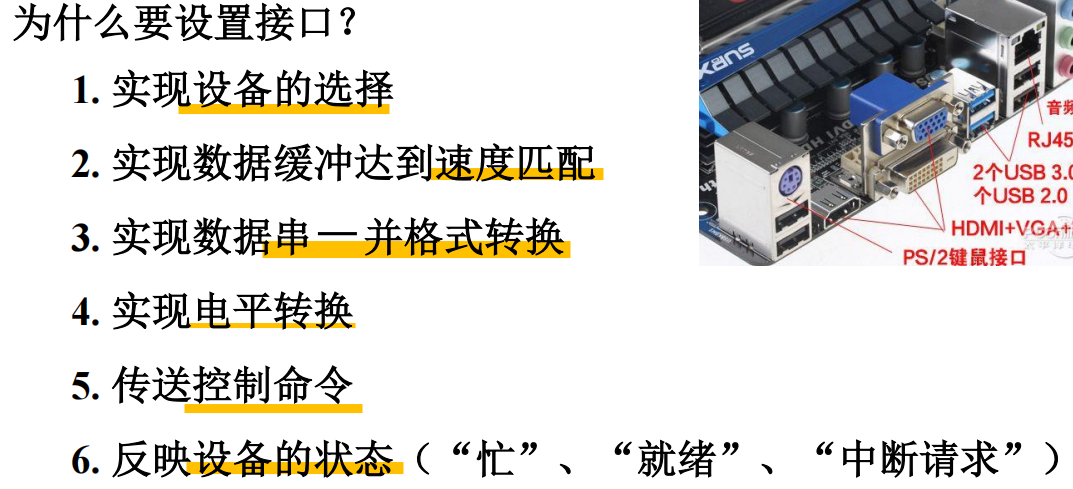 为什么要设置接口？
1. 实现设备的选择
2. 实现数据缓冲达到速度匹配
3. 实现数据串—并格式转换
4. 实现电平转换
5. 传送控制命令
6. 反映设备的状态（“忙”、“就绪”、“中断请求”）
音频
RJ45
2个USB 3.0
个USB 2.0
HDMI+VGA+
PS/2键鼠接口